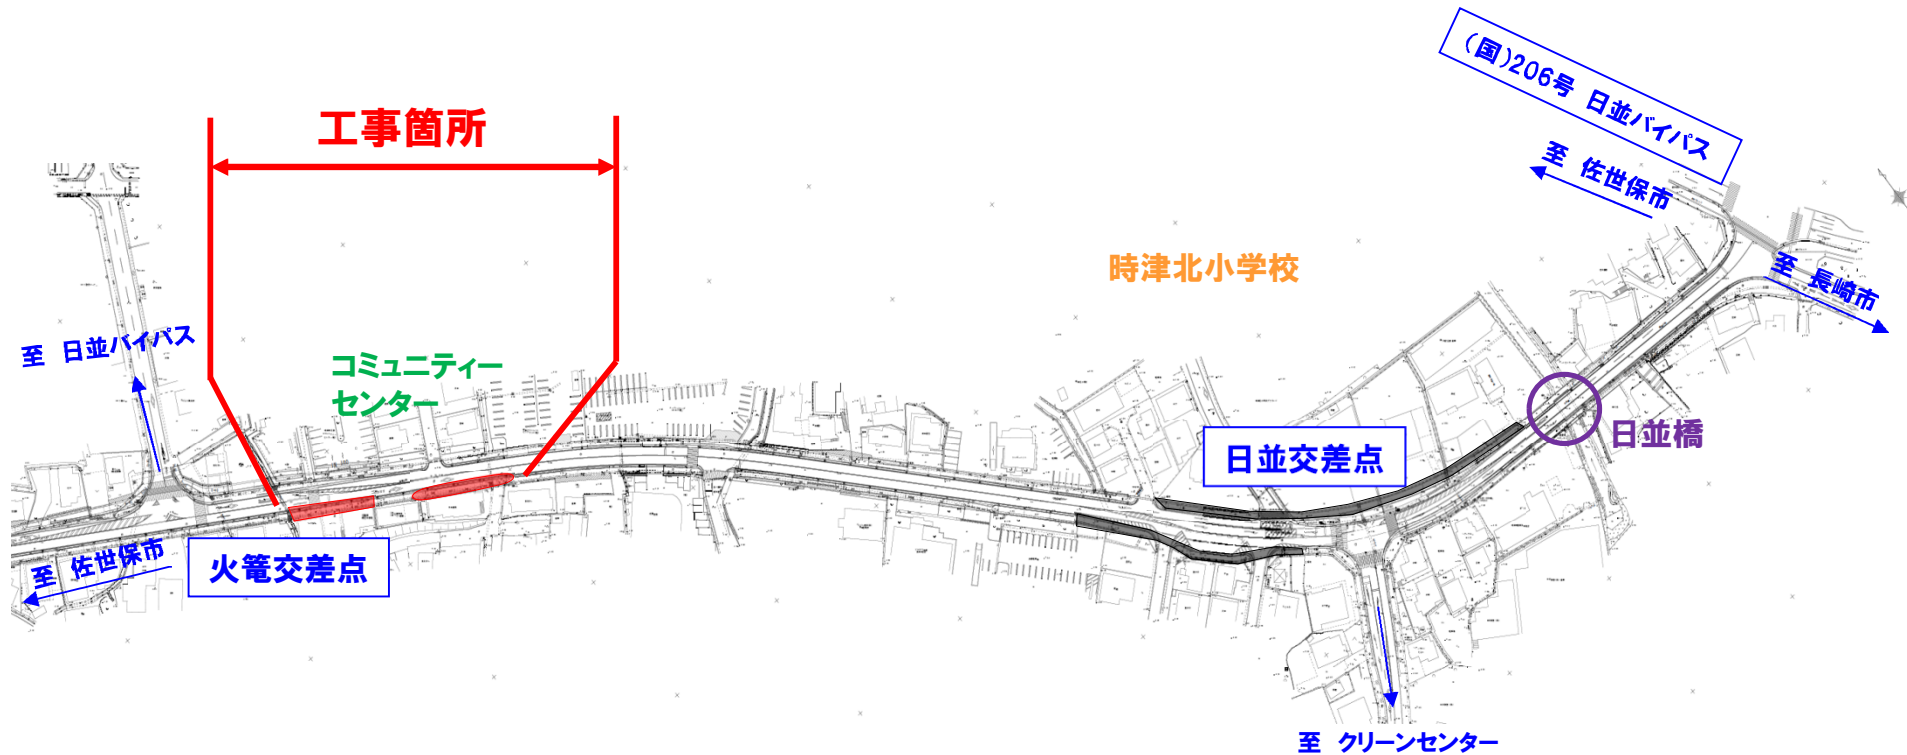 (国)206号 日並バイパス
工事箇所
至 佐世保市
時津北小学校
至 長崎市
至 日並バイパス
コミュニティー
センター
日並橋
日並交差点
至 佐世保市
火篭交差点
至 クリーンセンター